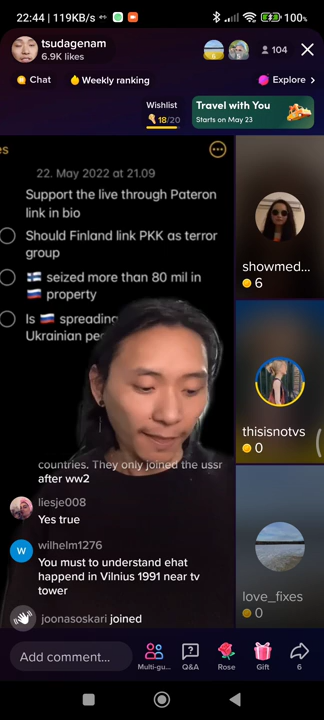 22:44 | 119KB/s
100%
tsudagenam
6.9K likes
104
Chat
Weekly ranking
Explore >
Wishlist
18/20
Travel with You
Starts on May 23
es
22. May 2022 at 21.09
Support the live through Pateron
link in bio
Should Finland link PKK as terror
group
🇫🇮 seized more than 80 mil in
🇷🇺 property
Is 🇷🇺 spreading
Ukrainian
showmed...
6
thisisnotvs
0
love_fixes
0
countries. They only joined the ussr
after ww2
liesje008
Yes true
W
wilhelm1276
You must to understand ehat
happend in Vilnius 1991 near tv
tower
joonasoskari joined
Add comment...
Multi-gu...
Q&A
Rose
Gift
6